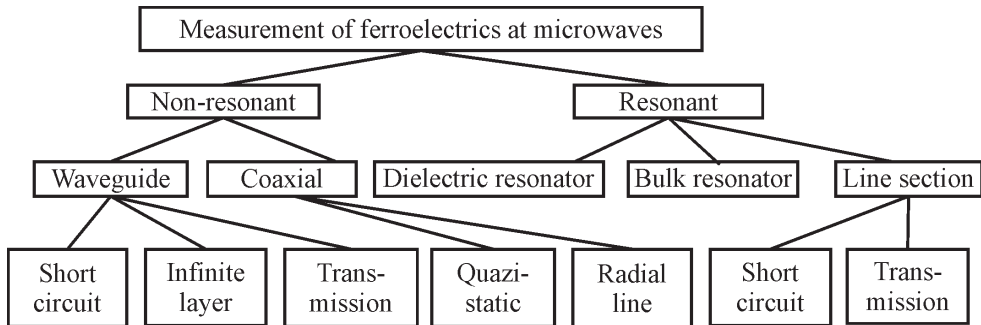 Measurement of ferroelectrics at microwaves
Non-resonant
Resonant
Waveguide
Coaxial
Dielectric resonator
Bulk resonator
Line section
Short
circuit
Infinite
layer
Trans-
mission
Quazi-
static
Radial
line
Short
circuit
Trans-
mission